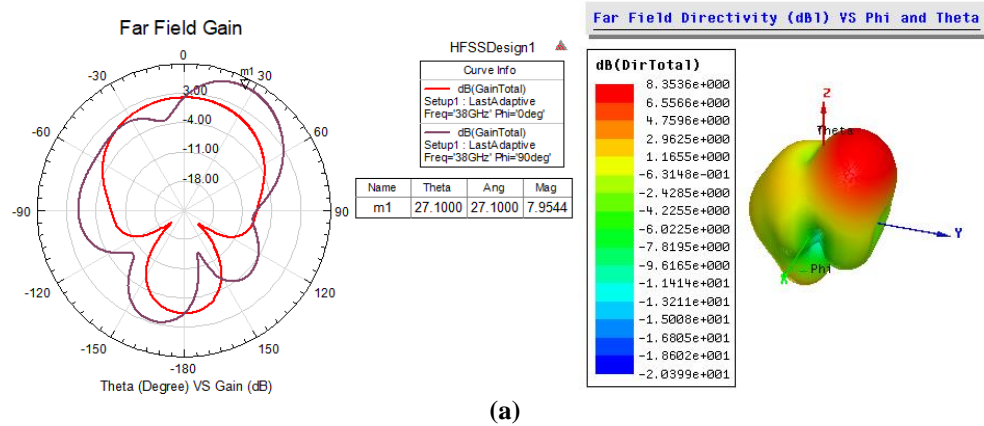 Far Field Gain
0
m1
-30
30
-60
60
-90
90
-120
120
-150
150
-180
3.00
-4.00
-11.00
-18.00
Theta (Degree) VS Gain (dB)
HFSSDesign1
Curve Info
dB(GainTotal)
Setup1 : LastAdaptive
Freq='38GHz' Phi='0deg'
dB(GainTotal)
Setup1 : LastAdaptive
Freq='38GHz' Phi='90deg'
Name Theta Ang Mag
m1 27.1000 27.1000 7.9544
Far Field Directivity (dBl) VS Phi and Theta
dB(DirTotal)
8.3536e+000
6.5566e+000
4.7596e+000
2.9625e+000
1.1655e+000
-6.3148e-001
-2.4285e+000
-4.2255e+000
-6.0225e+000
-7.8195e+000
-9.6165e+000
-1.1414e+001
-1.3211e+001
-1.5008e+001
-1.6805e+001
-1.8602e+001
-2.0399e+001
Z
Theta
Y
Phi
X
(a)